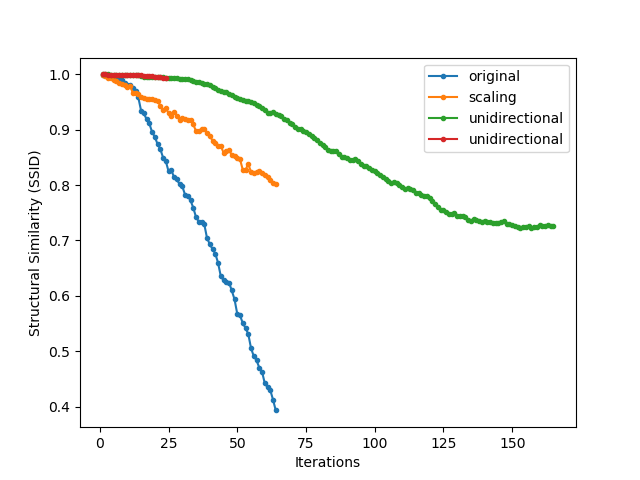 original
scaling
unidirectional
unidirectional
1.0
0.9
0.8
0.7
0.6
0.5
0.4
Structural Similarity (SSID)
0 25 50 75 100 125 150
Iterations